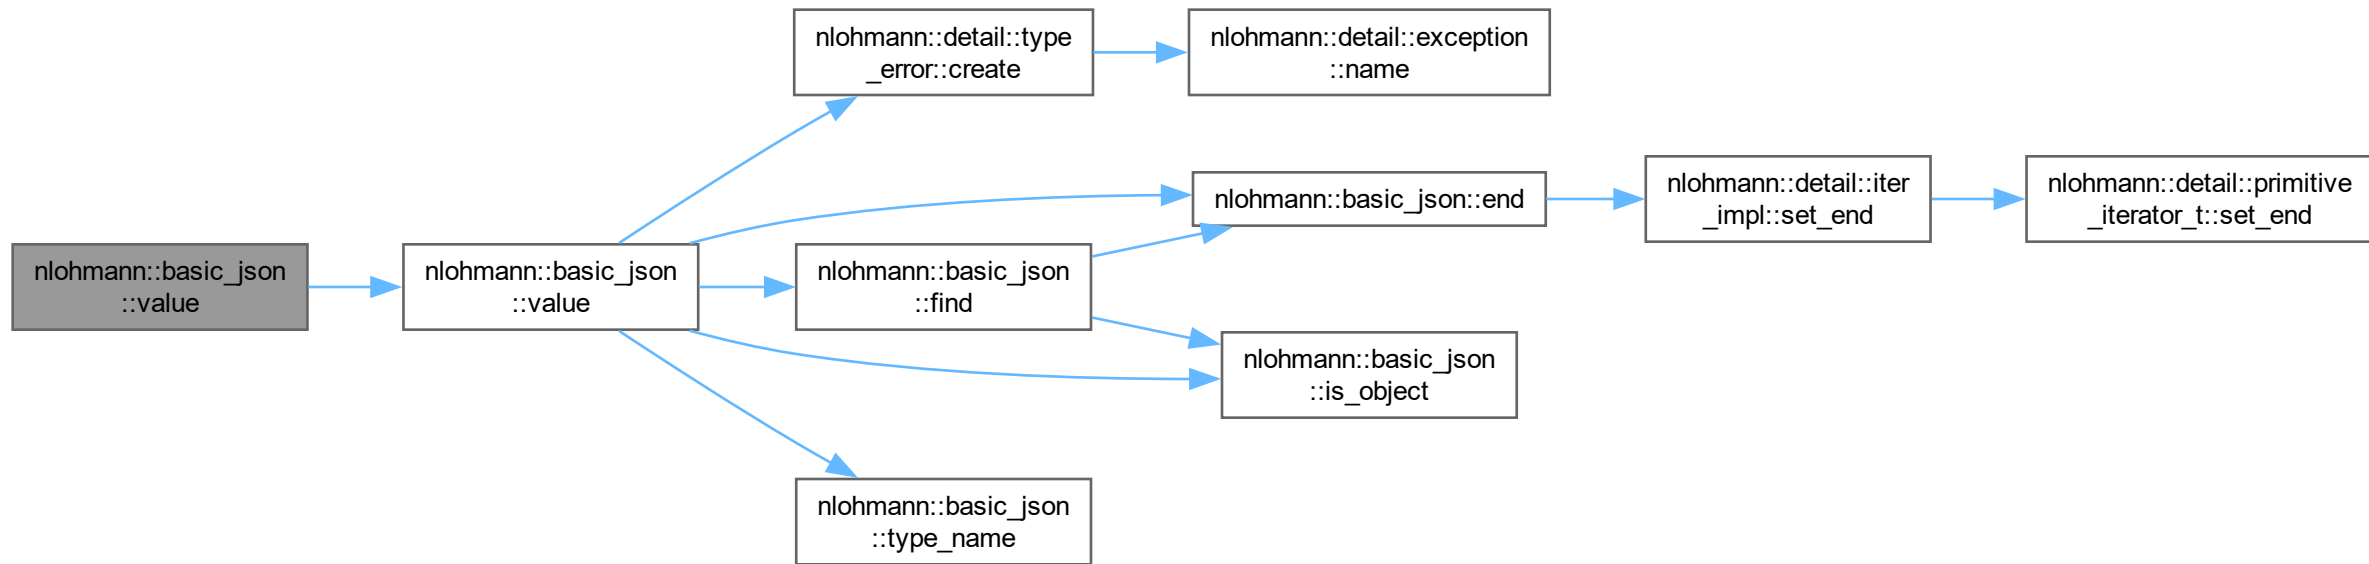 nlohmann::detail::type
_error::create
nlohmann::detail::exception
::name
nlohmann::basic_json::end
nlohmann::detail::iter
_impl::set_end
nlohmann::detail::primitive
_iterator_t::set_end
nlohmann::basic_json
::value
nlohmann::basic_json
::value
nlohmann::basic_json
::find
nlohmann::basic_json
::is_object
nlohmann::basic_json
::type_name